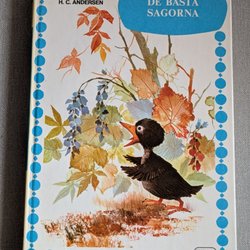 H. C. ANDERSEN
DE BÄSTA
SAGORNA